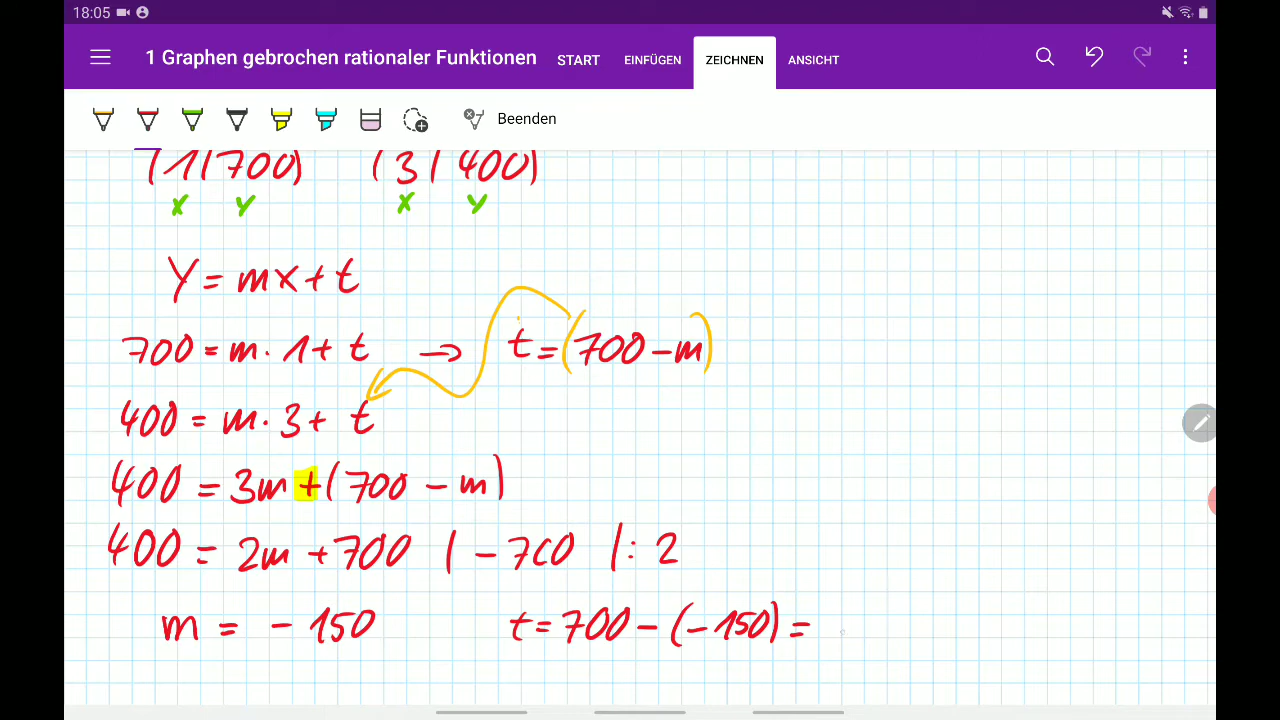 18:05
1 Graphen gebrochen rationaler Funktionen START EINFÜGEN ZEICHNEN ANSICHT
Beenden
(1/700) (3/400)
x y x y
Y = mx + t
700 = m · 1 + t → t = (700 - m)
400 = m · 3 + t
400 = 3m + (700 - m)
400 = 2m + 700 | - 700 | : 2
m = - 150 t = 700 - (-150) =